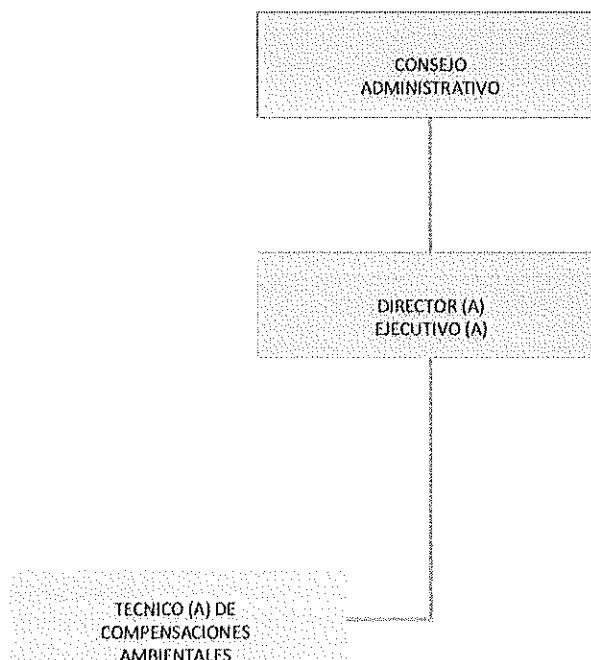 CONSEJO
ADMINISTRATIVO
DIRECTOR (A)
EJECUTIVO (A)
TECNICO (A) DE
COMPENSACIONES
AMBIENTALES